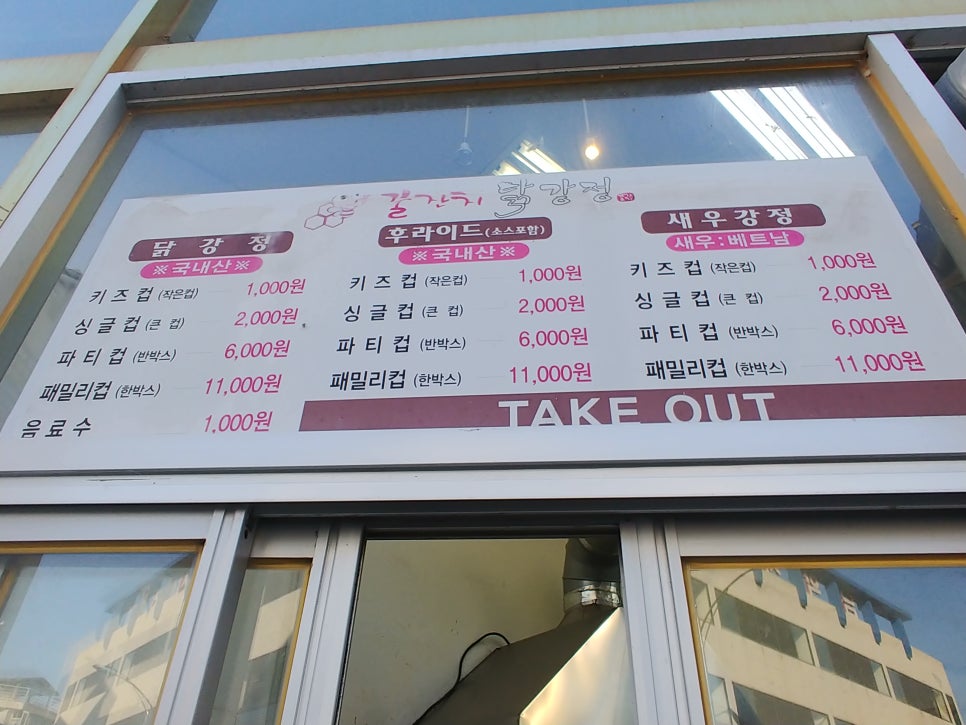 갈잔치 닭강정
닭강정
※국내산※
키즈컵 (작은컵) 1,000원
싱글컵 (큰 컵) 2,000원
파티컵 (반박스) 6,000원
패밀리컵 (한박스) 11,000원
음료수 1,000원
후라이드 (소스포함)
※국내산※
키즈컵 (작은컵) 1,000원
싱글컵 (큰 컵) 2,000원
파티컵 (반박스) 6,000원
패밀리컵 (한박스) 11,000원
새우강정
새우:베트남
키즈컵 (작은컵) 1,000원
싱글컵 (큰 컵) 2,000원
파티컵 (반박스) 6,000원
패밀리컵 (한박스) 11,000원
TAKE OUT